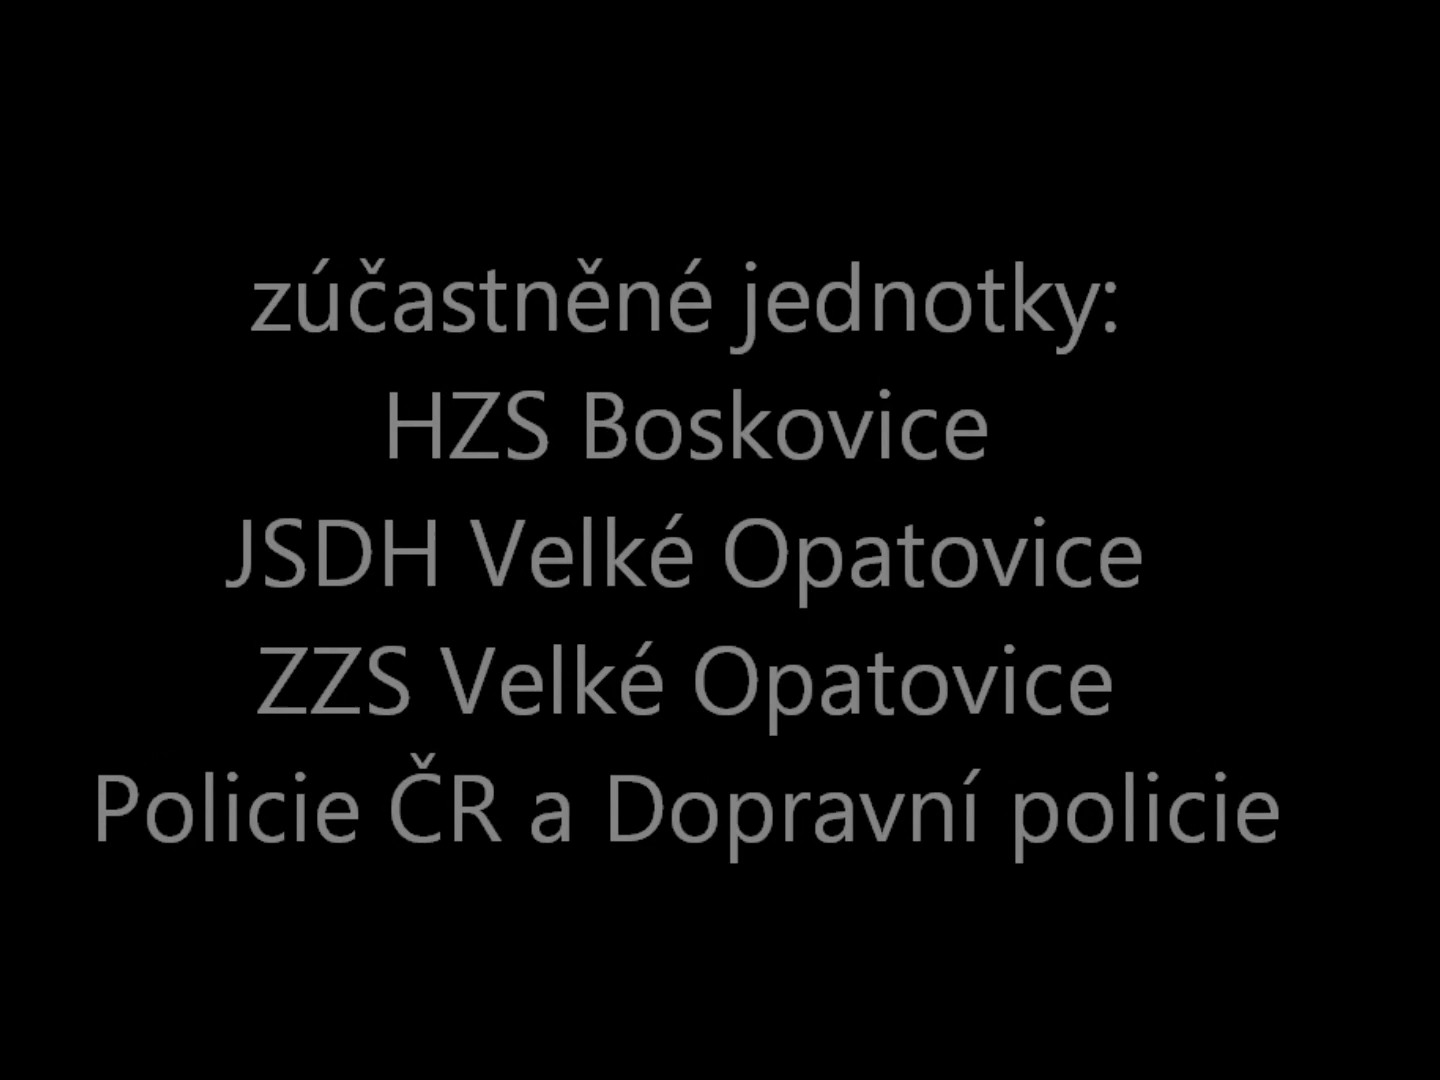 zúčastněné jednotky:
HZS Boskovice
JSDH Velké Opatovice
ZZS Velké Opatovice
Policie ČR a Dopravní policie